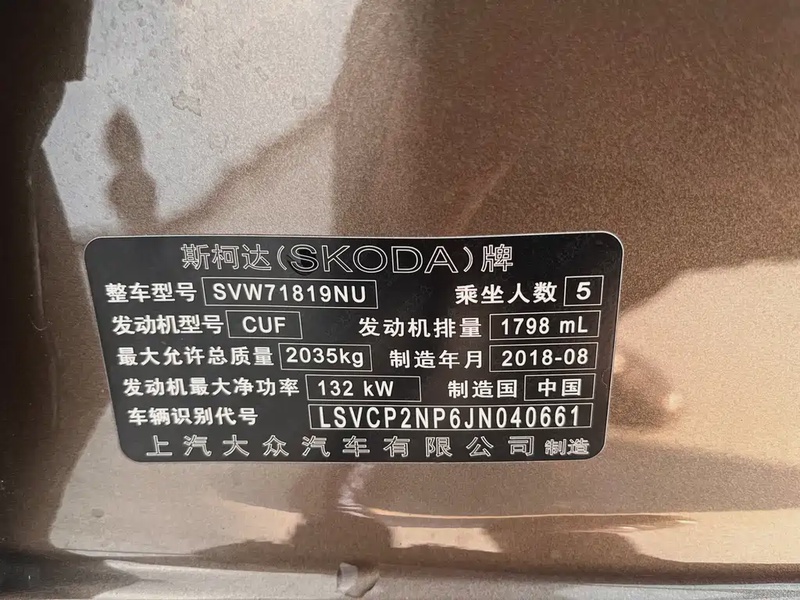 斯柯达(SKODA)牌
整车型号 SVW71819NU 乘坐人数 5
发动机型号 CUF 发动机排量 1798 mL
最大允许总质量 2035kg 制造年月 2018-08
发动机最大净功率 132 kW 制造国 中国
车辆识别代号 LSVCP2NP6JN040661
上汽大众汽车有限公司 制造